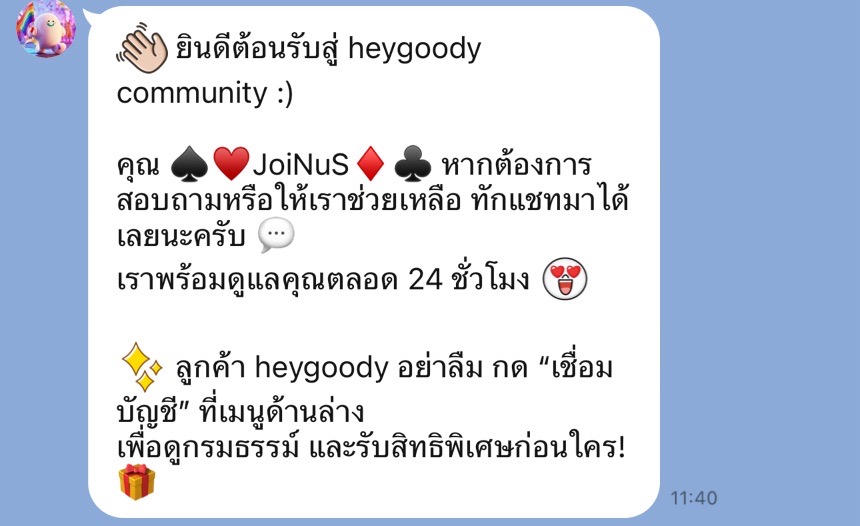 👋🏻 ยินดีต้อนรับสู่ heygoody
community :)
คุณ ♠️♥️JoiNuS♦️♣️ หากต้องการ
สอบถามหรือให้เราช่วยเหลือ ทักแชทมาได้
เลยนะครับ 💬
เราพร้อมดูแลคุณตลอด 24 ชั่วโมง 😍
✨ ลูกค้า heygoody อย่าลืม กด “เชื่อม
บัญชี” ที่เมนูด้านล่าง
เพื่อดูกรมธรรม์ และรับสิทธิพิเศษก่อนใคร!
🎁
11:40